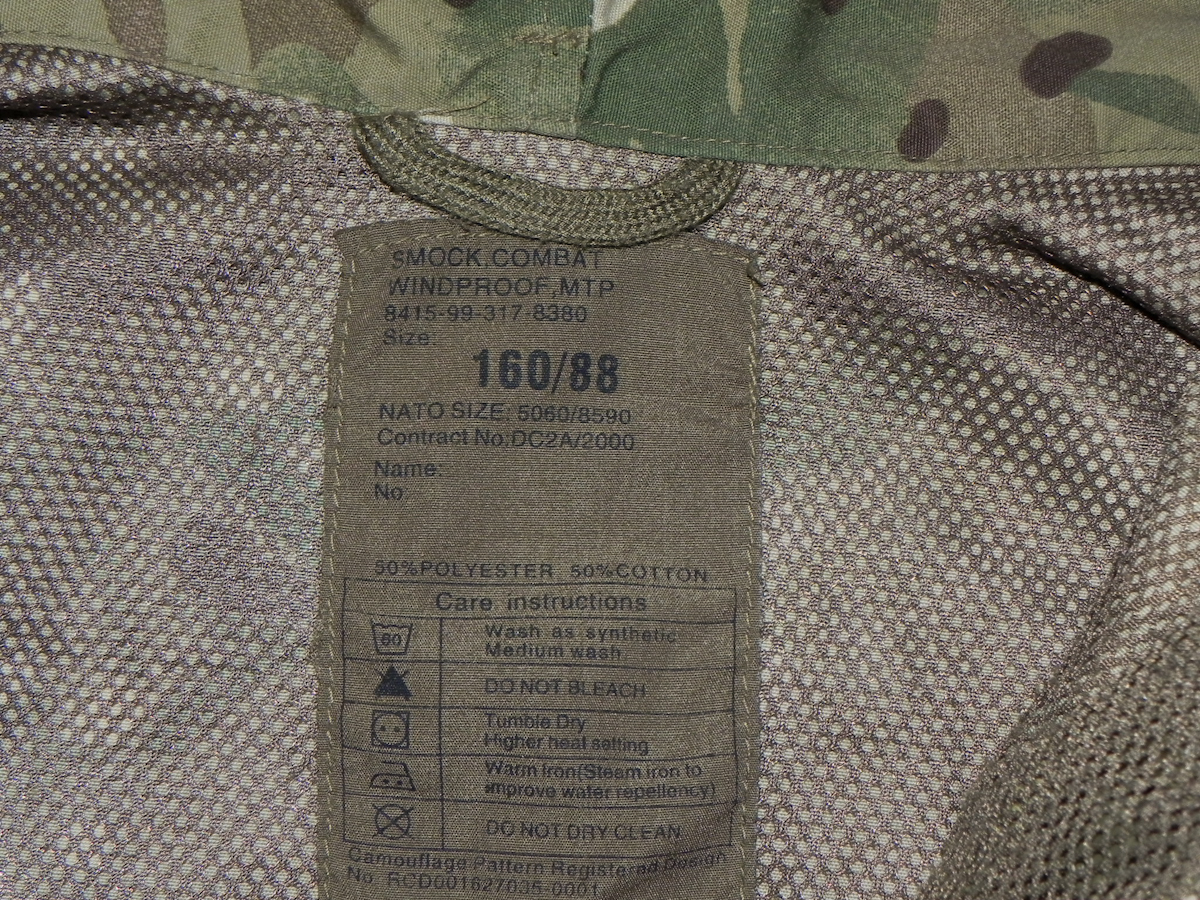 SMOCK, COMBAT
WINDPROOF, MTP
8415-99-317-8380
Size:
160/88
NATO SIZE: 5060/8590
Contract No:DC2A/2000
Name:
No
50%POLYESTER 50%COTTON
Care instructions
60
Wash as synthetic
Medium wash
DO NOT BLEACH
Tumble Dry
Higher heat setting
Warm Iron(Steam iron to
improve water repellency)
DO NOT DRY CLEAN
Camouflage Pattern Registered Design
No. RCD001627035-0001